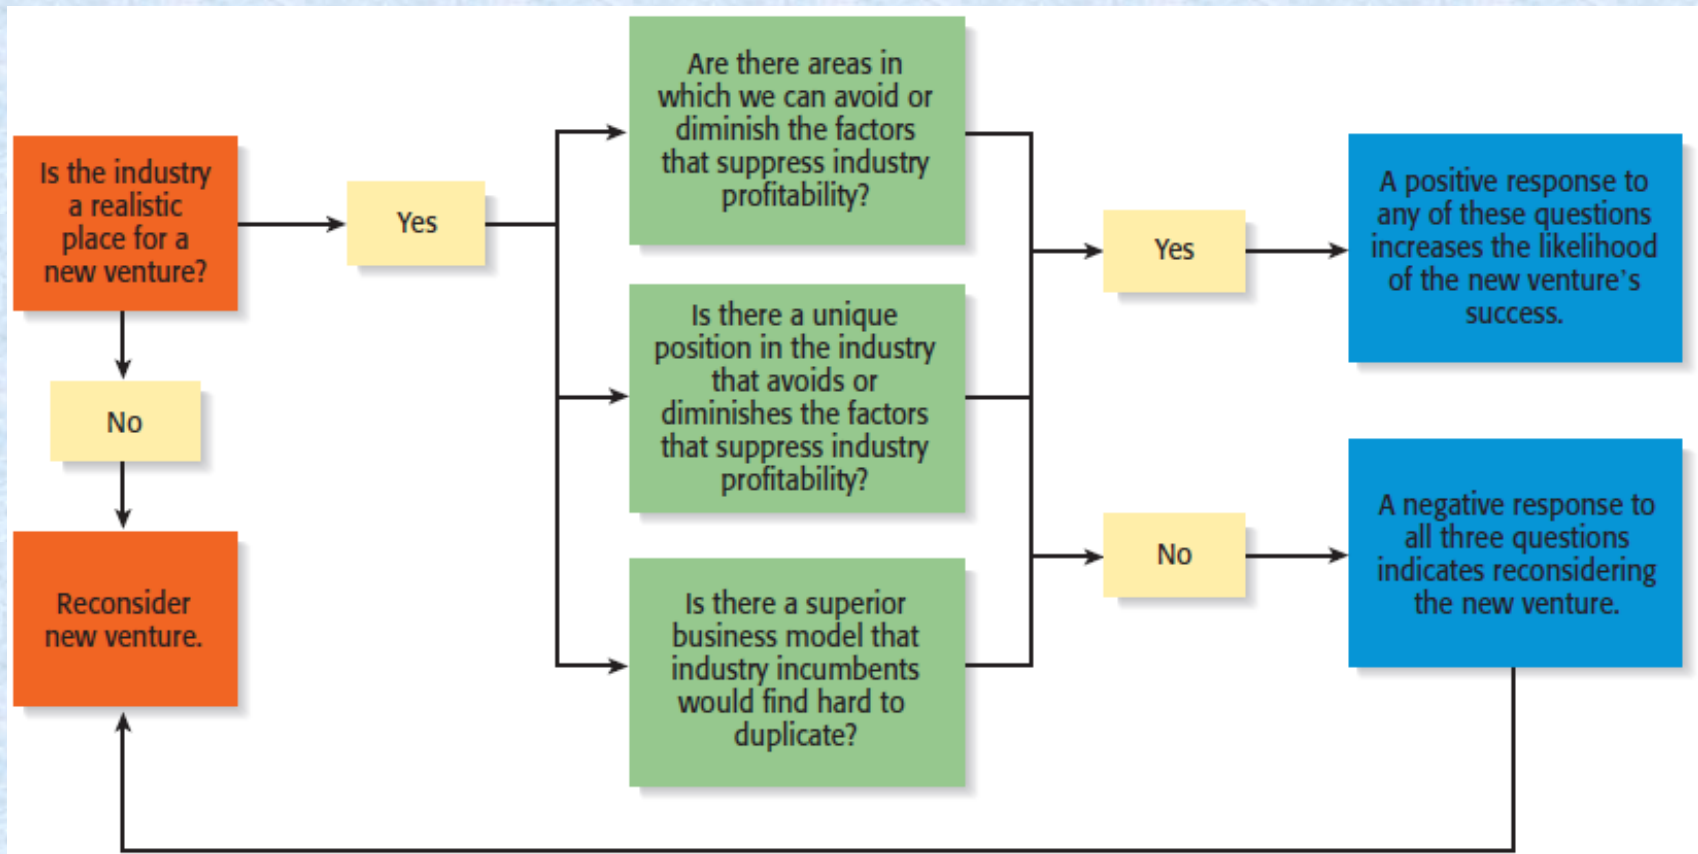 Is the industry
a realistic
place for a
new venture?
No
Reconsider
new venture.
Yes
Are there areas in
which we can avoid or
diminish the factors
that suppress industry
profitability?
Is there a unique
position in the industry
that avoids or
diminishes the factors
that suppress industry
profitability?
Is there a superior
business model that
industry incumbents
would find hard to
duplicate?
Yes
A positive response to
any of these questions
increases the likelihood
of the new venture's
success.
No
A negative response to
all three questions
indicates reconsidering
the new venture.